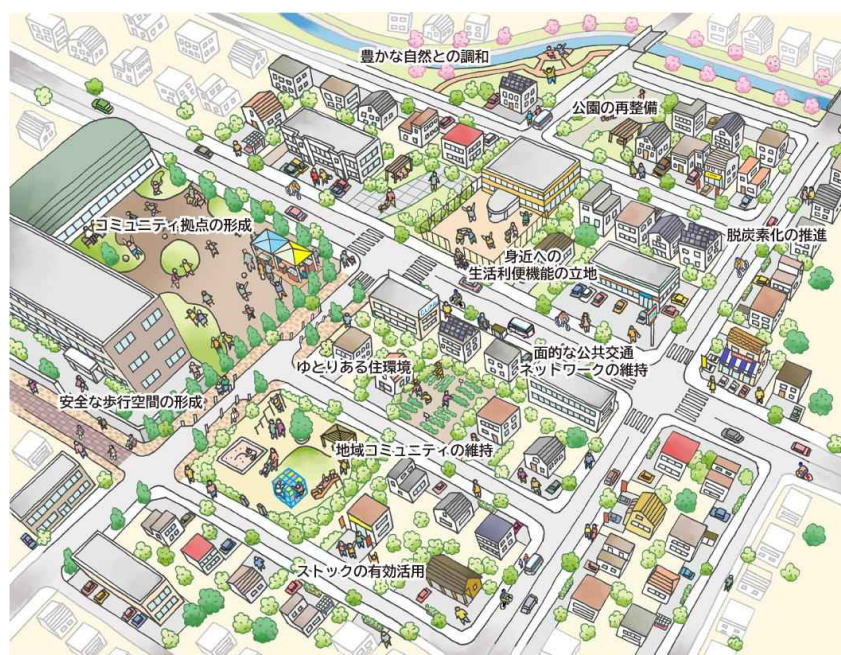 豊かな自然との調和
公園の再整備
コミュニティ拠点の形成
脱炭素化の推進
身近への
生活利便機能の立地
面的な公共交通
ネットワークの維持
ゆとりある住環境
安全な歩行空間の形成
地域コミュニティの維持
ストックの有効活用